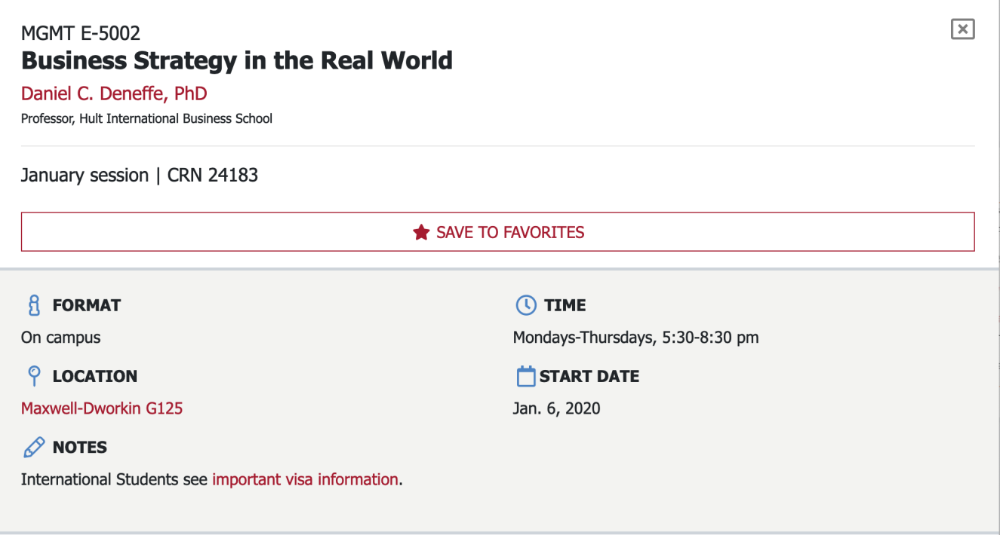 MGMT E-5002
Business Strategy in the Real World
Daniel C. Deneffe, PhD
Professor, Hult International Business School
January session | CRN 24183
SAVE TO FAVORITES
FORMAT
On campus
TIME
Mondays-Thursdays, 5:30-8:30 pm
LOCATION
Maxwell-Dworkin G125
START DATE
Jan. 6, 2020
NOTES
International Students see important visa information.